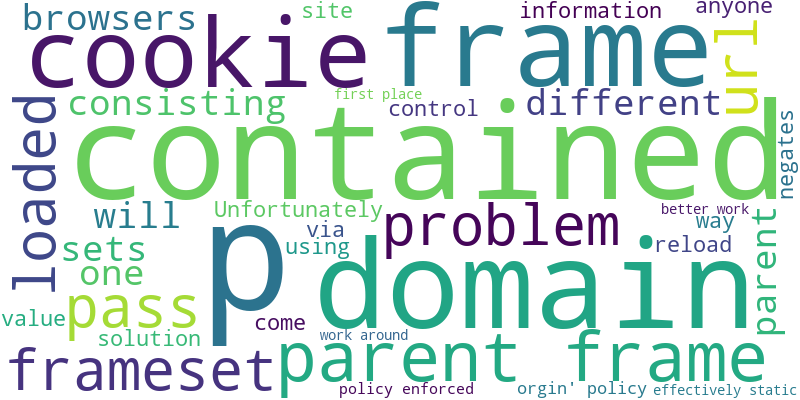 browsers
site
information
anyone
cookie
frame
url
consisting
first place
control
different
loaded
contained
negates
will
Unfortunately
problem
better work
way
sets
via
using
reload
one
p
domain
parent
pass
value
come
solution
work around
frameset
parent frame
policy enforced
orgin' policy
effectively static